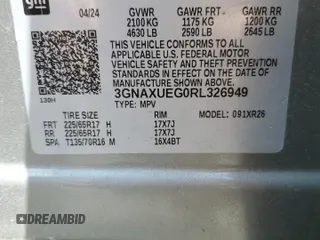 gm
04/24 GVWR GAWR FRT GAWR RR
2100 KG 1175 KG 1200 KG
4630 LB 2590 LB 2645 LB
THIS VEHICLE CONFORMS TO ALL APPLICABLE U.S. FEDERAL MOTOR VEHICLE SAFETY AND THEFT PREVENTION STANDARDS IN EFFECT ON THE DATE OF MANUFACTURE SHOWN ABOVE.
3GNAXUEG0RL326949
TYPE: MPV
130H
TIRE SIZE RIM MODEL: 091XR26
FRT 225/65R17 H 17X7J
RR 225/65R17 H 17X7J
SPA T135/70R16 M 16X4BT
DREAMBID